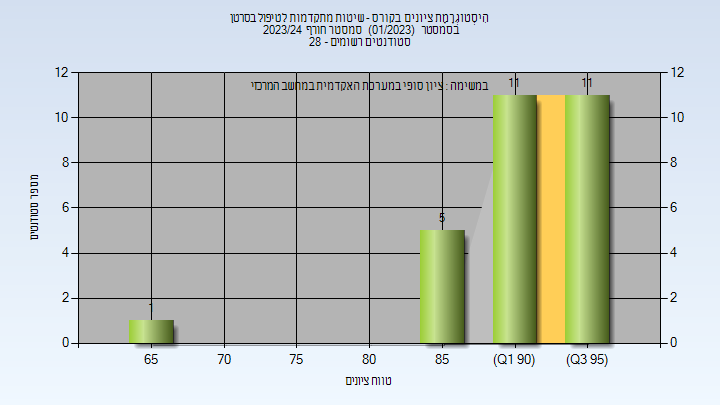 היסטוגרמת ציונים בקורס - שיטות מתקדמות לטיפול בסרטן
בסמסטר (01/2023) סמסטר חורף 2023/24
סטודנטים רשומים - 28
במשימה : ציון סופי במערכת האקדמית במחשב המרכזי
12 12
10 10
8 8
6 6
4 4
2 2
0 0
מספר סטודנטים
1 5 11 11
65 70 75 80 85 (Q1 90) (Q3 95)
טווח ציונים